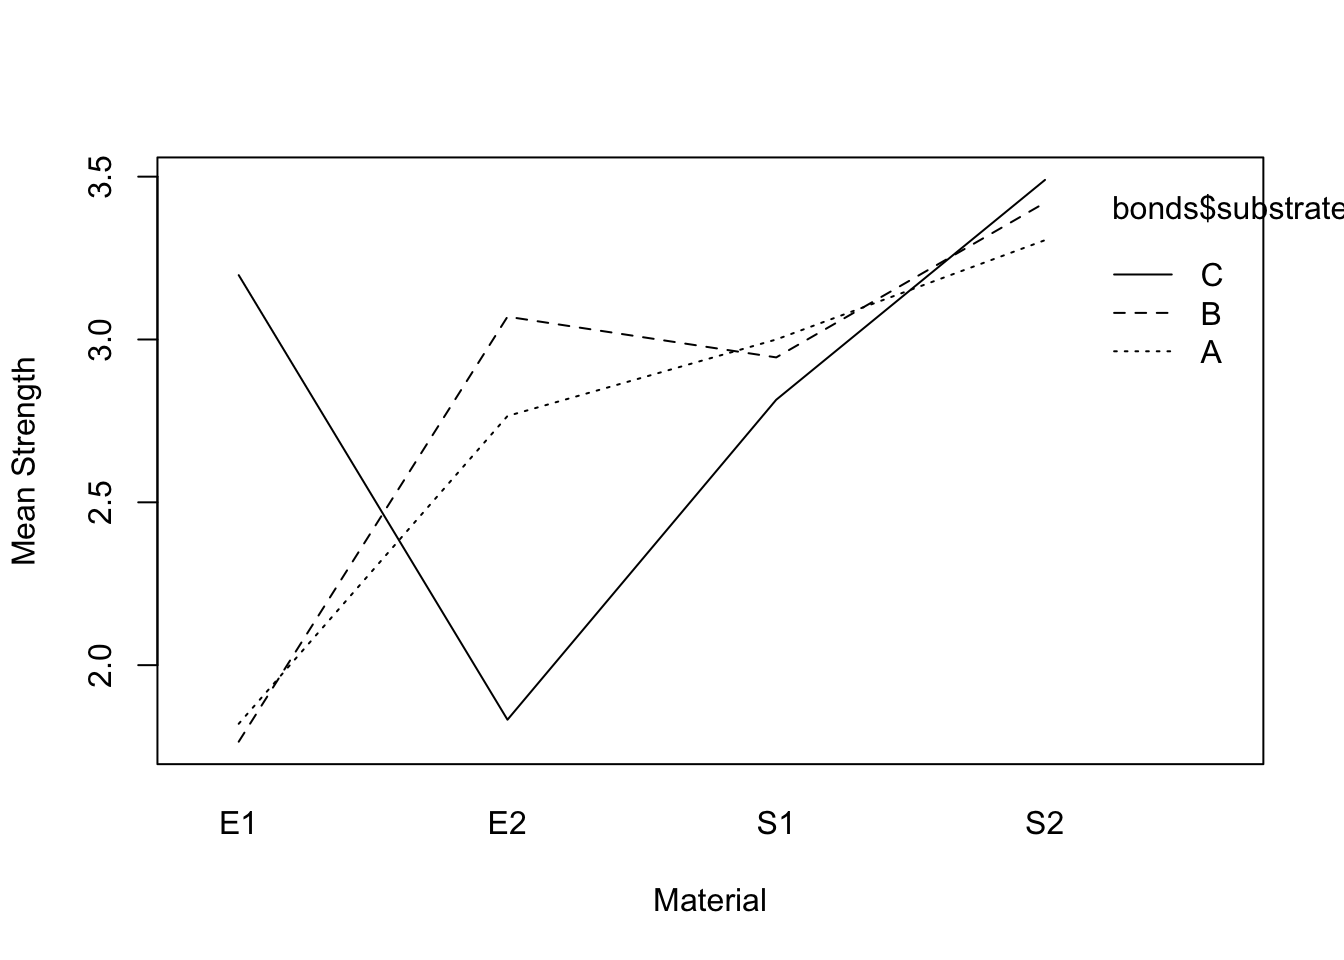 3.5
3.0
2.5
2.0
Mean Strength
bonds$substrate
C
B
A
E1 E2 S1 S2
Material